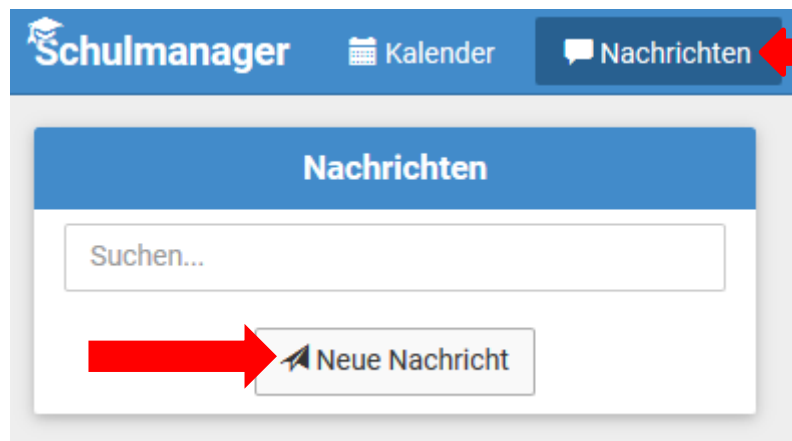 Schulmanager Kalender Nachrichten
Nachrichten
Suchen...
Neue Nachricht